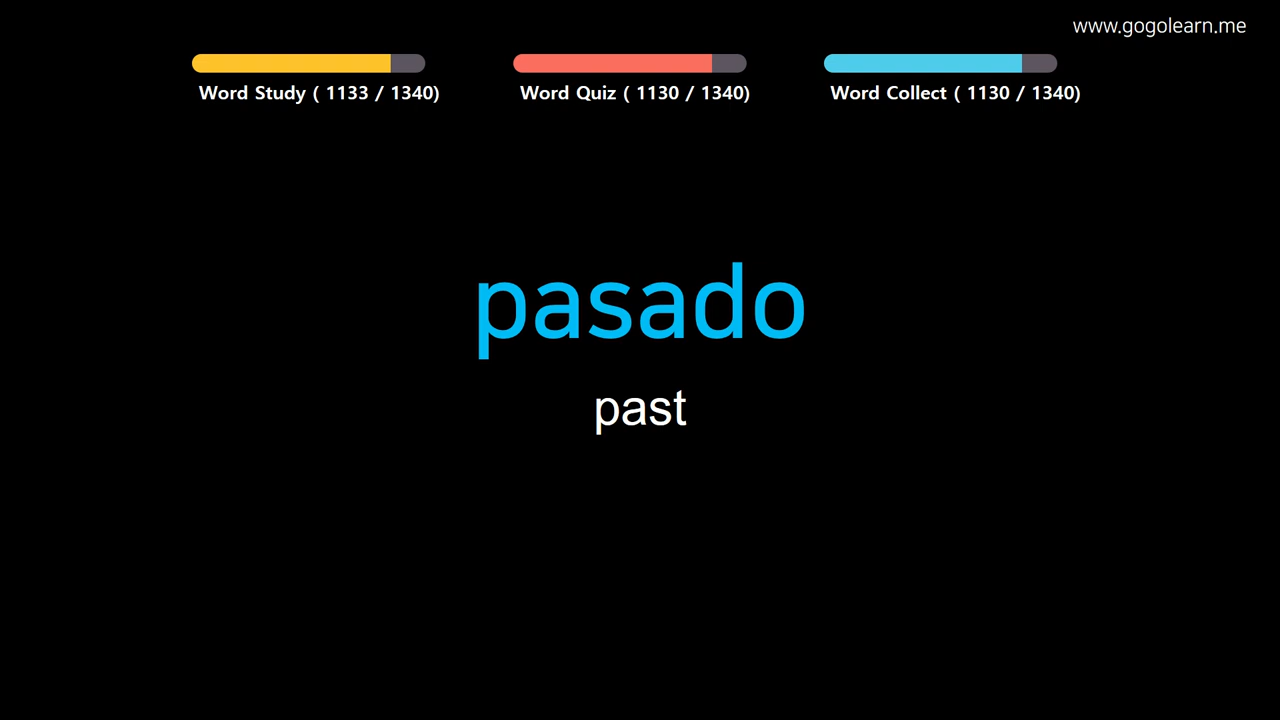 www.gogolearn.me
Word Study ( 1133 / 1340)
Word Quiz ( 1130 / 1340)
Word Collect ( 1130 / 1340)
pasado
past